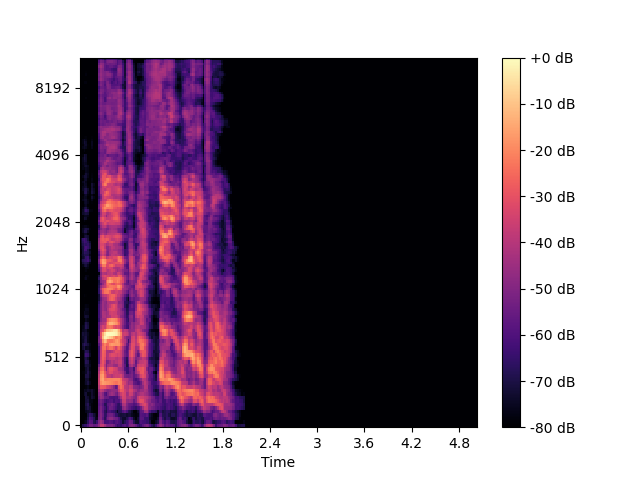 +0 dB
8192
-10 dB
4096
-20 dB
-30 dB
2048
Hz
-40 dB
1024
-50 dB
512
-60 dB
-70 dB
0
-80 dB
0 0.6 1.2 1.8 2.4 3 3.6 4.2 4.8
Time